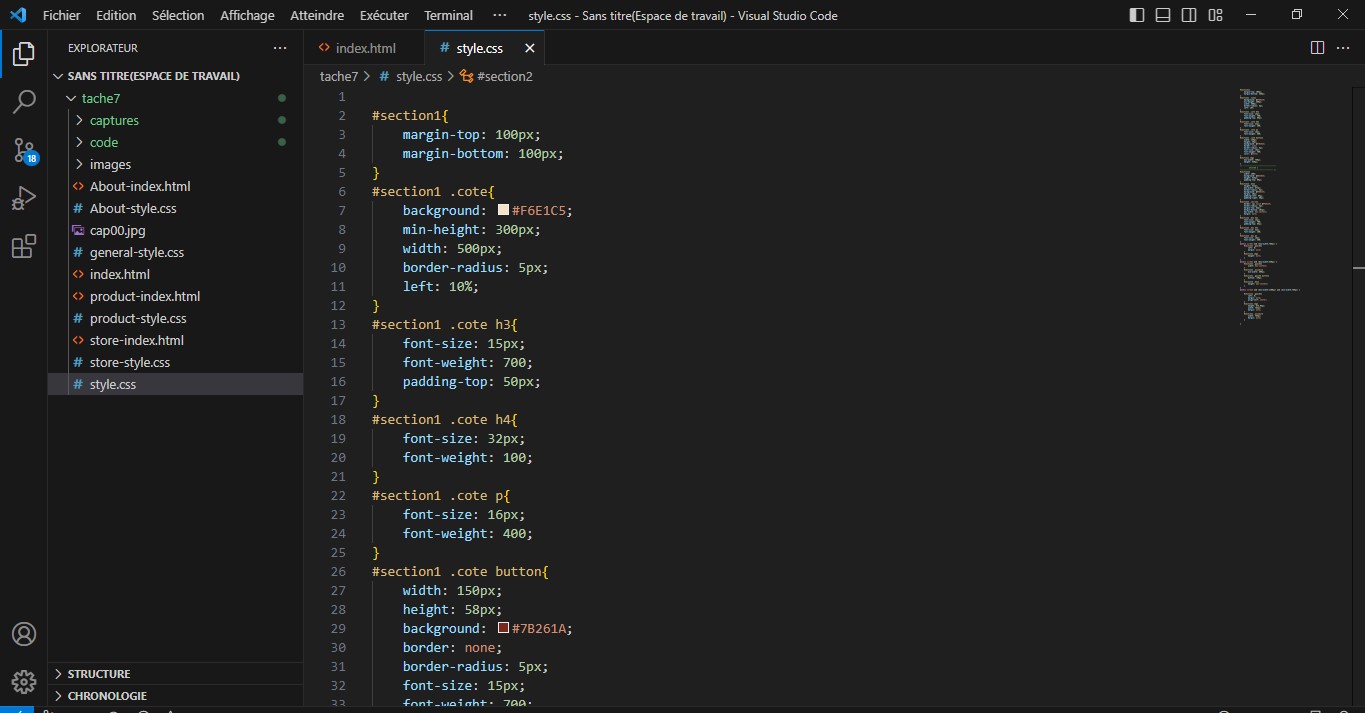 Fichier Edition Sélection Affichage Atteindre Exécuter Terminal ··· style.css - Sans titre(Espace de travail) - Visual Studio Code
EXPLORATEUR ···
SANS TITRE(ESPACE DE TRAVAIL)
tache7
captures
code
images
About-index.html
About-style.css
cap00.jpg
general-style.css
index.html
product-index.html
product-style.css
store-index.html
store-style.css
style.css
STRUCTURE
CHRONOLOGIE
18
index.html
style.css
tache7 > # style.css > #section2
1
2 #section1{
3 margin-top: 100px;
4 margin-bottom: 100px;
5 }
6 #section1 .cote{
7 background: #F6E1C5;
8 min-height: 300px;
9 width: 500px;
10 border-radius: 5px;
11 left: 10%;
12 }
13 #section1 .cote h3{
14 font-size: 15px;
15 font-weight: 700;
16 padding-top: 50px;
17 }
18 #section1 .cote h4{
19 font-size: 32px;
20 font-weight: 100;
21 }
22 #section1 .cote p{
23 font-size: 16px;
24 font-weight: 400;
25 }
26 #section1 .cote button{
27 width: 150px;
28 height: 58px;
29 background: #7B261A;
30 border: none;
31 border-radius: 5px;
32 font-size: 15px;
33 font-weight: 700;